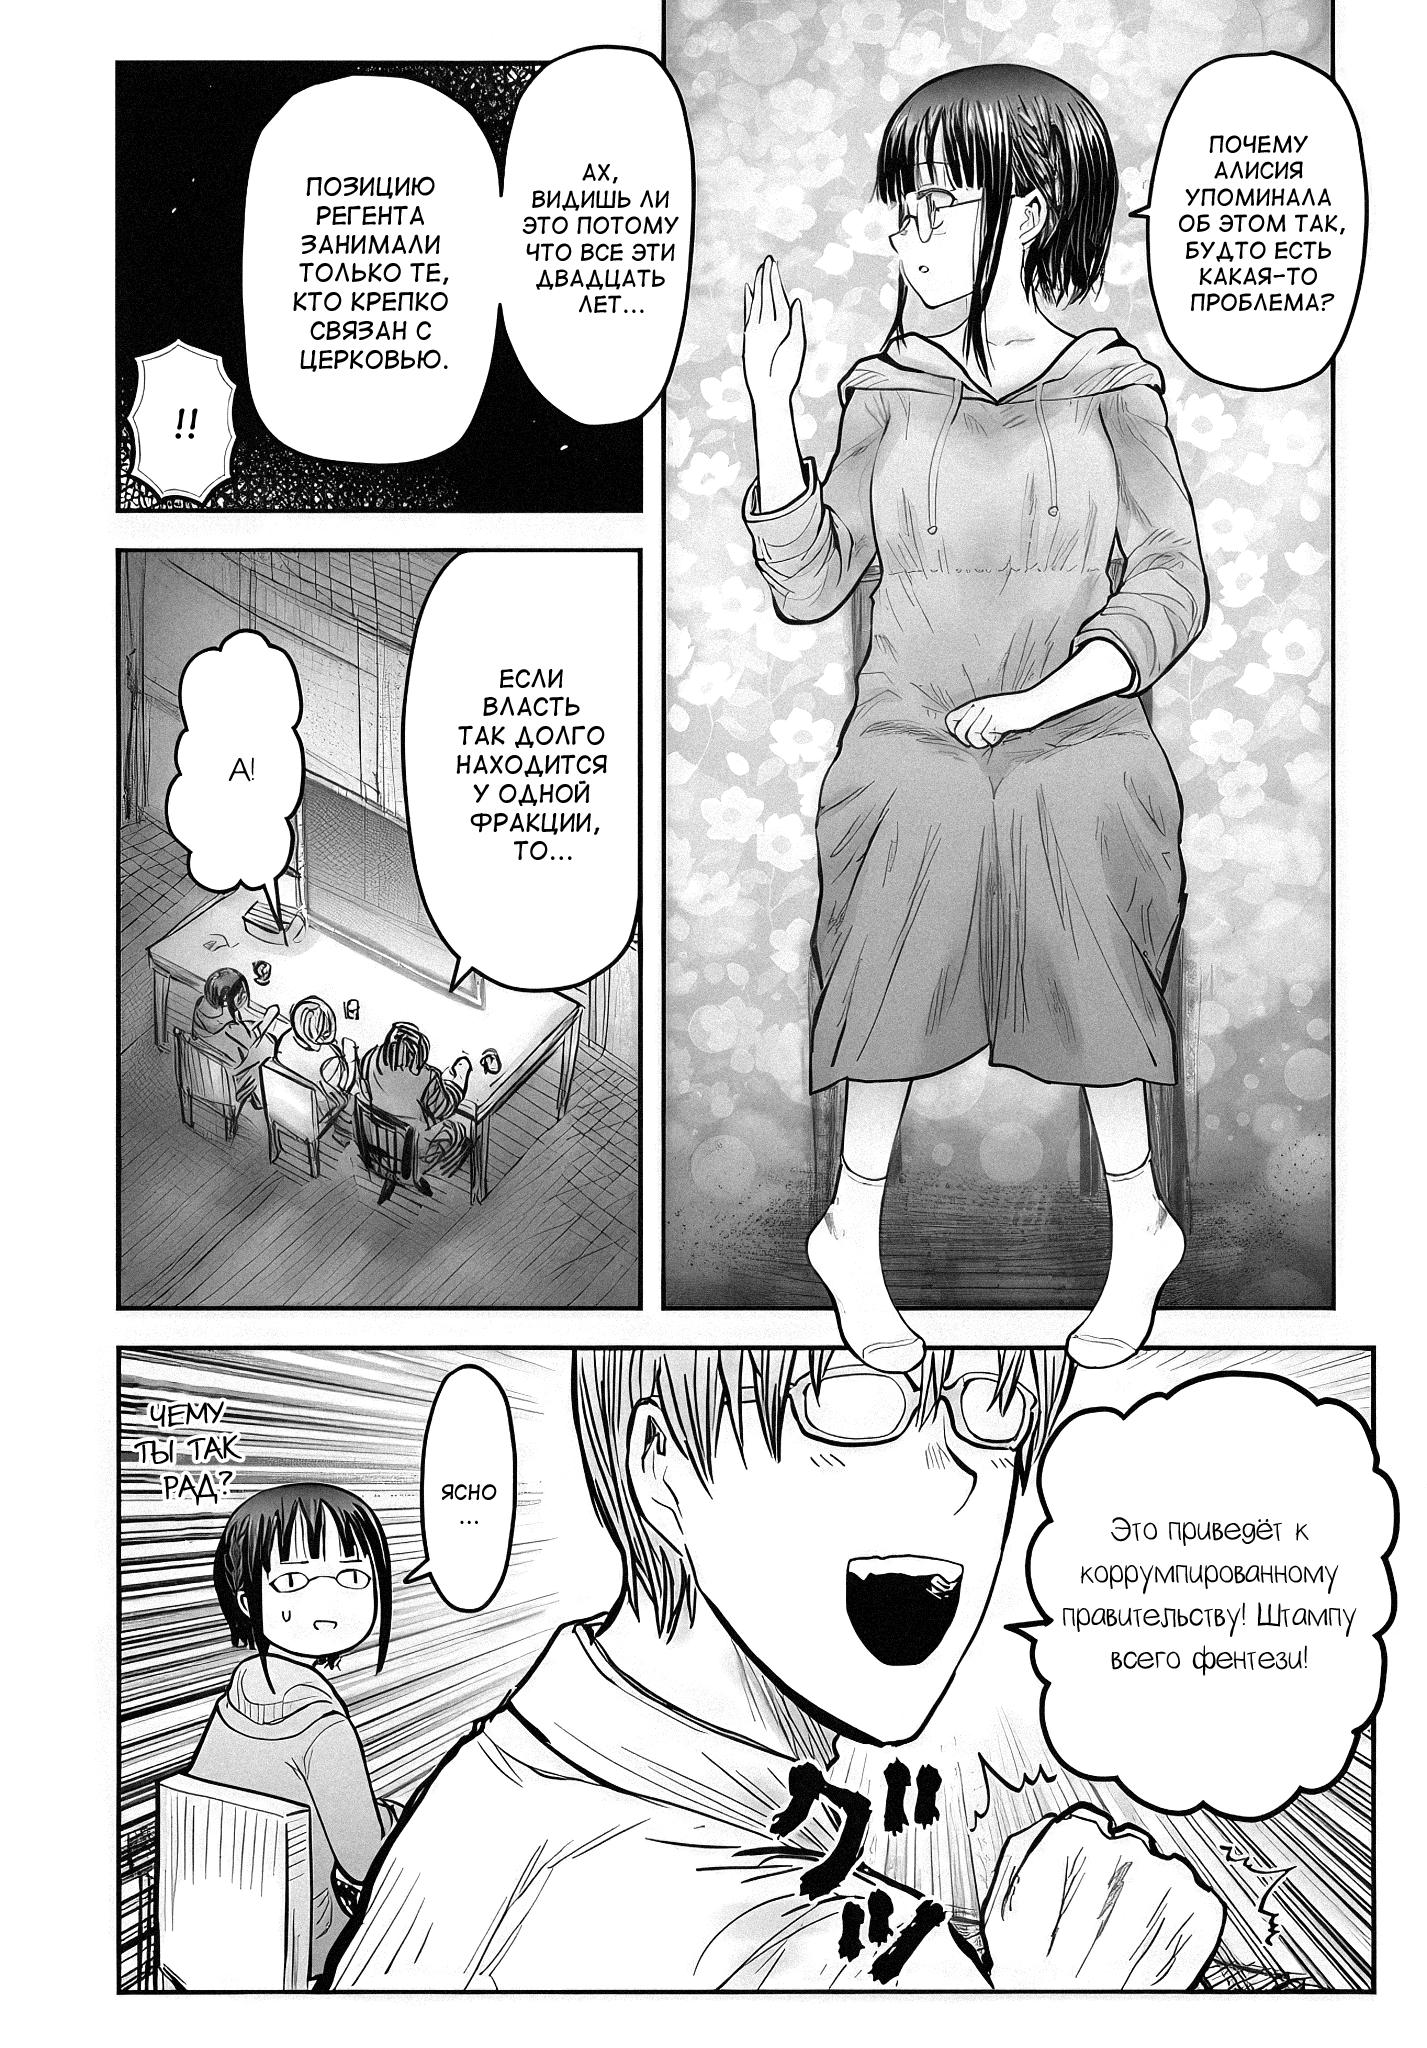 ПОЧЕМУ
АЛИСИЯ
УПОМИНАЛА
ОБ ЭТОМ ТАК,
БУДТО ЕСТЬ
КАКАЯ-ТО
ПРОБЛЕМА?
АХ,
ВИДИШЬ ЛИ
ЭТО ПОТОМУ
ЧТО ВСЕ ЭТИ
ДВАДЦАТЬ
ЛЕТ...
ПОЗИЦИЮ
РЕГЕНТА
ЗАНИМАЛИ
ТОЛЬКО ТЕ,
КТО КРЕПКО
СВЯЗАН С
ЦЕРКОВЬЮ.
!!
ЕСЛИ
ВЛАСТЬ
ТАК ДОЛГО
НАХОДИТСЯ
У ОДНОЙ
ФРАКЦИИ,
ТО...
А!
Это приведёт к
коррумпированному
правительству! Штампу
всего фентези!
ЯСНО
...
ЧЕМУ
ТЫ ТАК
РАД?
グッ